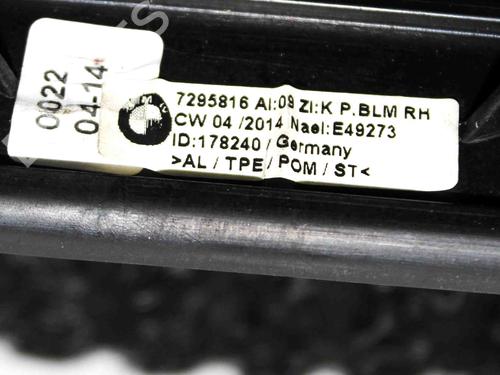 0022
04-14
7295816 AI:09 ZI:K P.BLM RH
CW 04 /2014 Nael:E49273
ID:178240 / Germany
>AL / TPE / POM / ST<